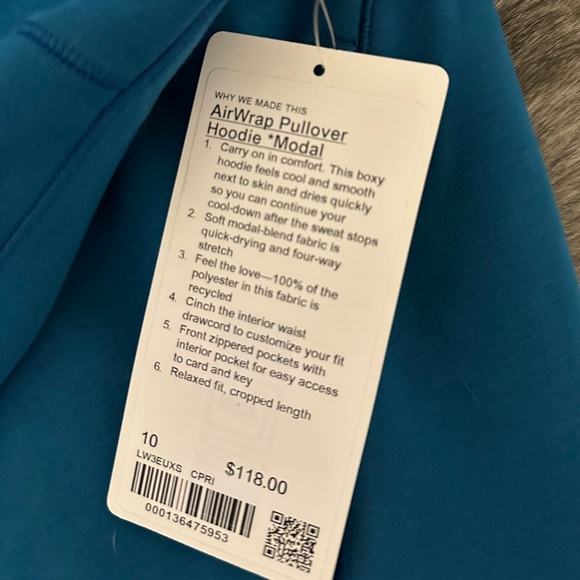 WHY WE MADE THIS
AirWrap Pullover
Hoodie *Modal
1. Carry on in comfort. This boxy
hoodie feels cool and smooth
next to skin and dries quickly
so you can continue your
cool-down after the sweat stops
2. Soft modal-blend fabric is
quick-drying and four-way
stretch
3. Feel the love—100% of the
polyester in this fabric is
recycled
4. Cinch the interior waist
drawcord to customize your fit
5. Front zippered pockets with
interior pocket for easy access
to card and key
6. Relaxed fit, cropped length
10
$118.00
LW3EUXS CPRI
000136475953